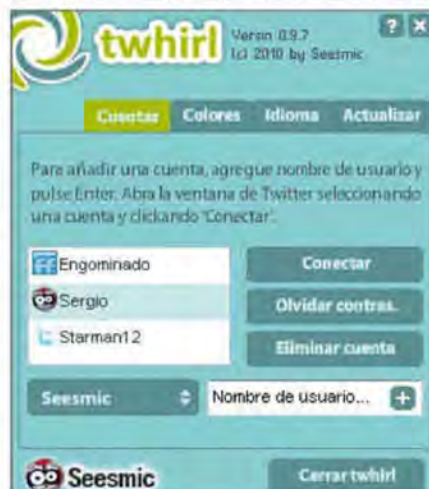 twhirl
Versin 0.9.7
(c) 2010 by Seesmic
? X
Cuentas Colores Idioma Actualizar
Para añadir una cuenta, agregue nombre de usuario y
pulse Enter. Abra la ventana de Twitter seleccionando
una cuenta y clickando 'Conectar'.
FF Engominado
Conectar
Sergio
Olvidar contras.
Starman12
Eliminar cuenta
Seesmic
Nombre de usuario... +
Seesmic
Cerrar twhirl